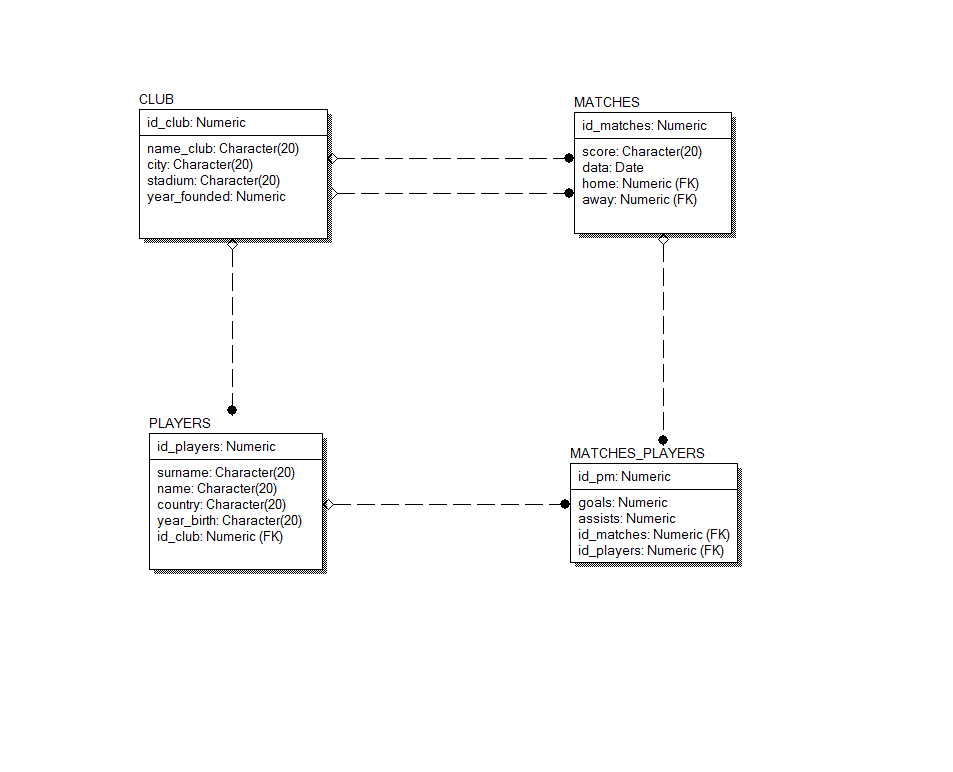 CLUB
id_club: Numeric
name_club: Character(20)
city: Character(20)
stadium: Character(20)
year_founded: Numeric
MATCHES
id_matches: Numeric
score: Character(20)
data: Date
home: Numeric (FK)
away: Numeric (FK)
PLAYERS
id_players: Numeric
surname: Character(20)
name: Character(20)
country: Character(20)
year_birth: Character(20)
id_club: Numeric (FK)
MATCHES_PLAYERS
id_pm: Numeric
goals: Numeric
assists: Numeric
id_matches: Numeric (FK)
id_players: Numeric (FK)